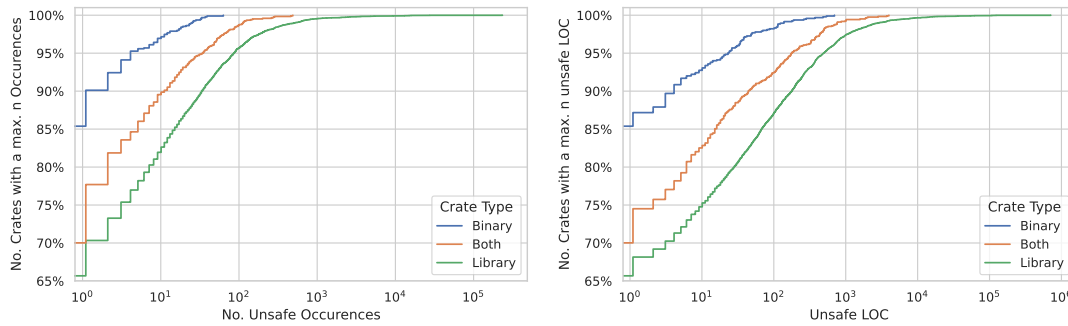 No. Crates with a max. n Occurences
100%
95%
90%
85%
80%
75%
70%
65%
10^0
10^1
10^2
10^3
10^4
10^5
No. Unsafe Occurences
Crate Type
Binary
Both
Library
No. Crates with a max. n unsafe LOC
100%
95%
90%
85%
80%
75%
70%
65%
10^0
10^1
10^2
10^3
10^4
10^5
10^6
Unsafe LOC
Crate Type
Binary
Both
Library